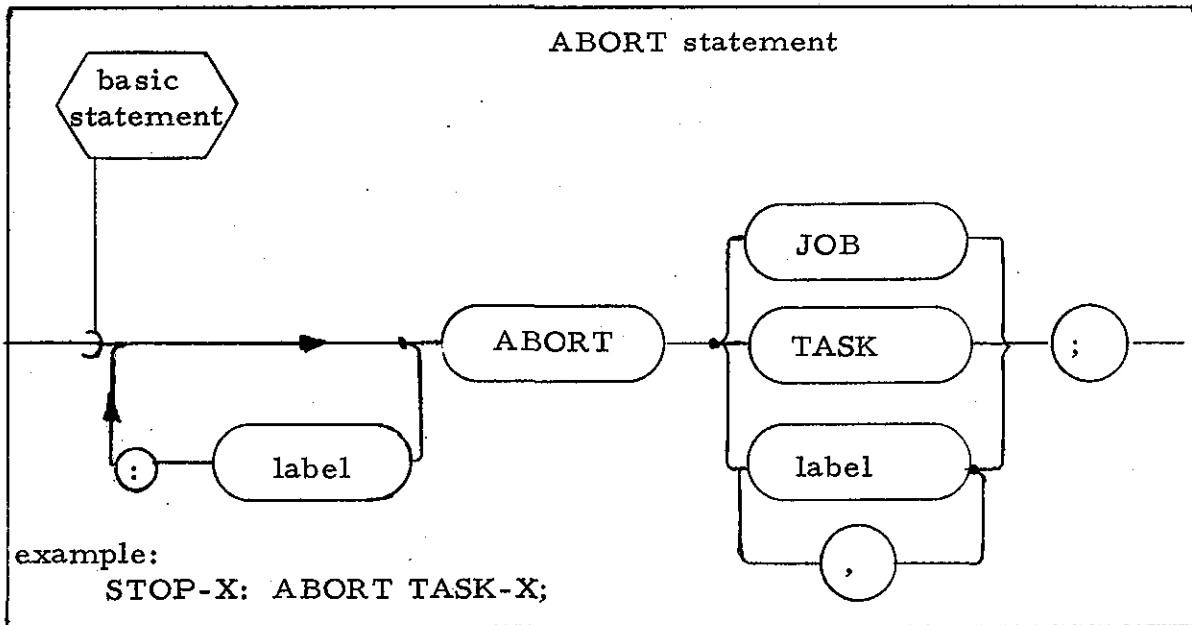 ABORT statement
basic
statement
JOB
ABORT
TASK
;
:
label
label
,
example:
STOP-X: ABORT TASK-X;